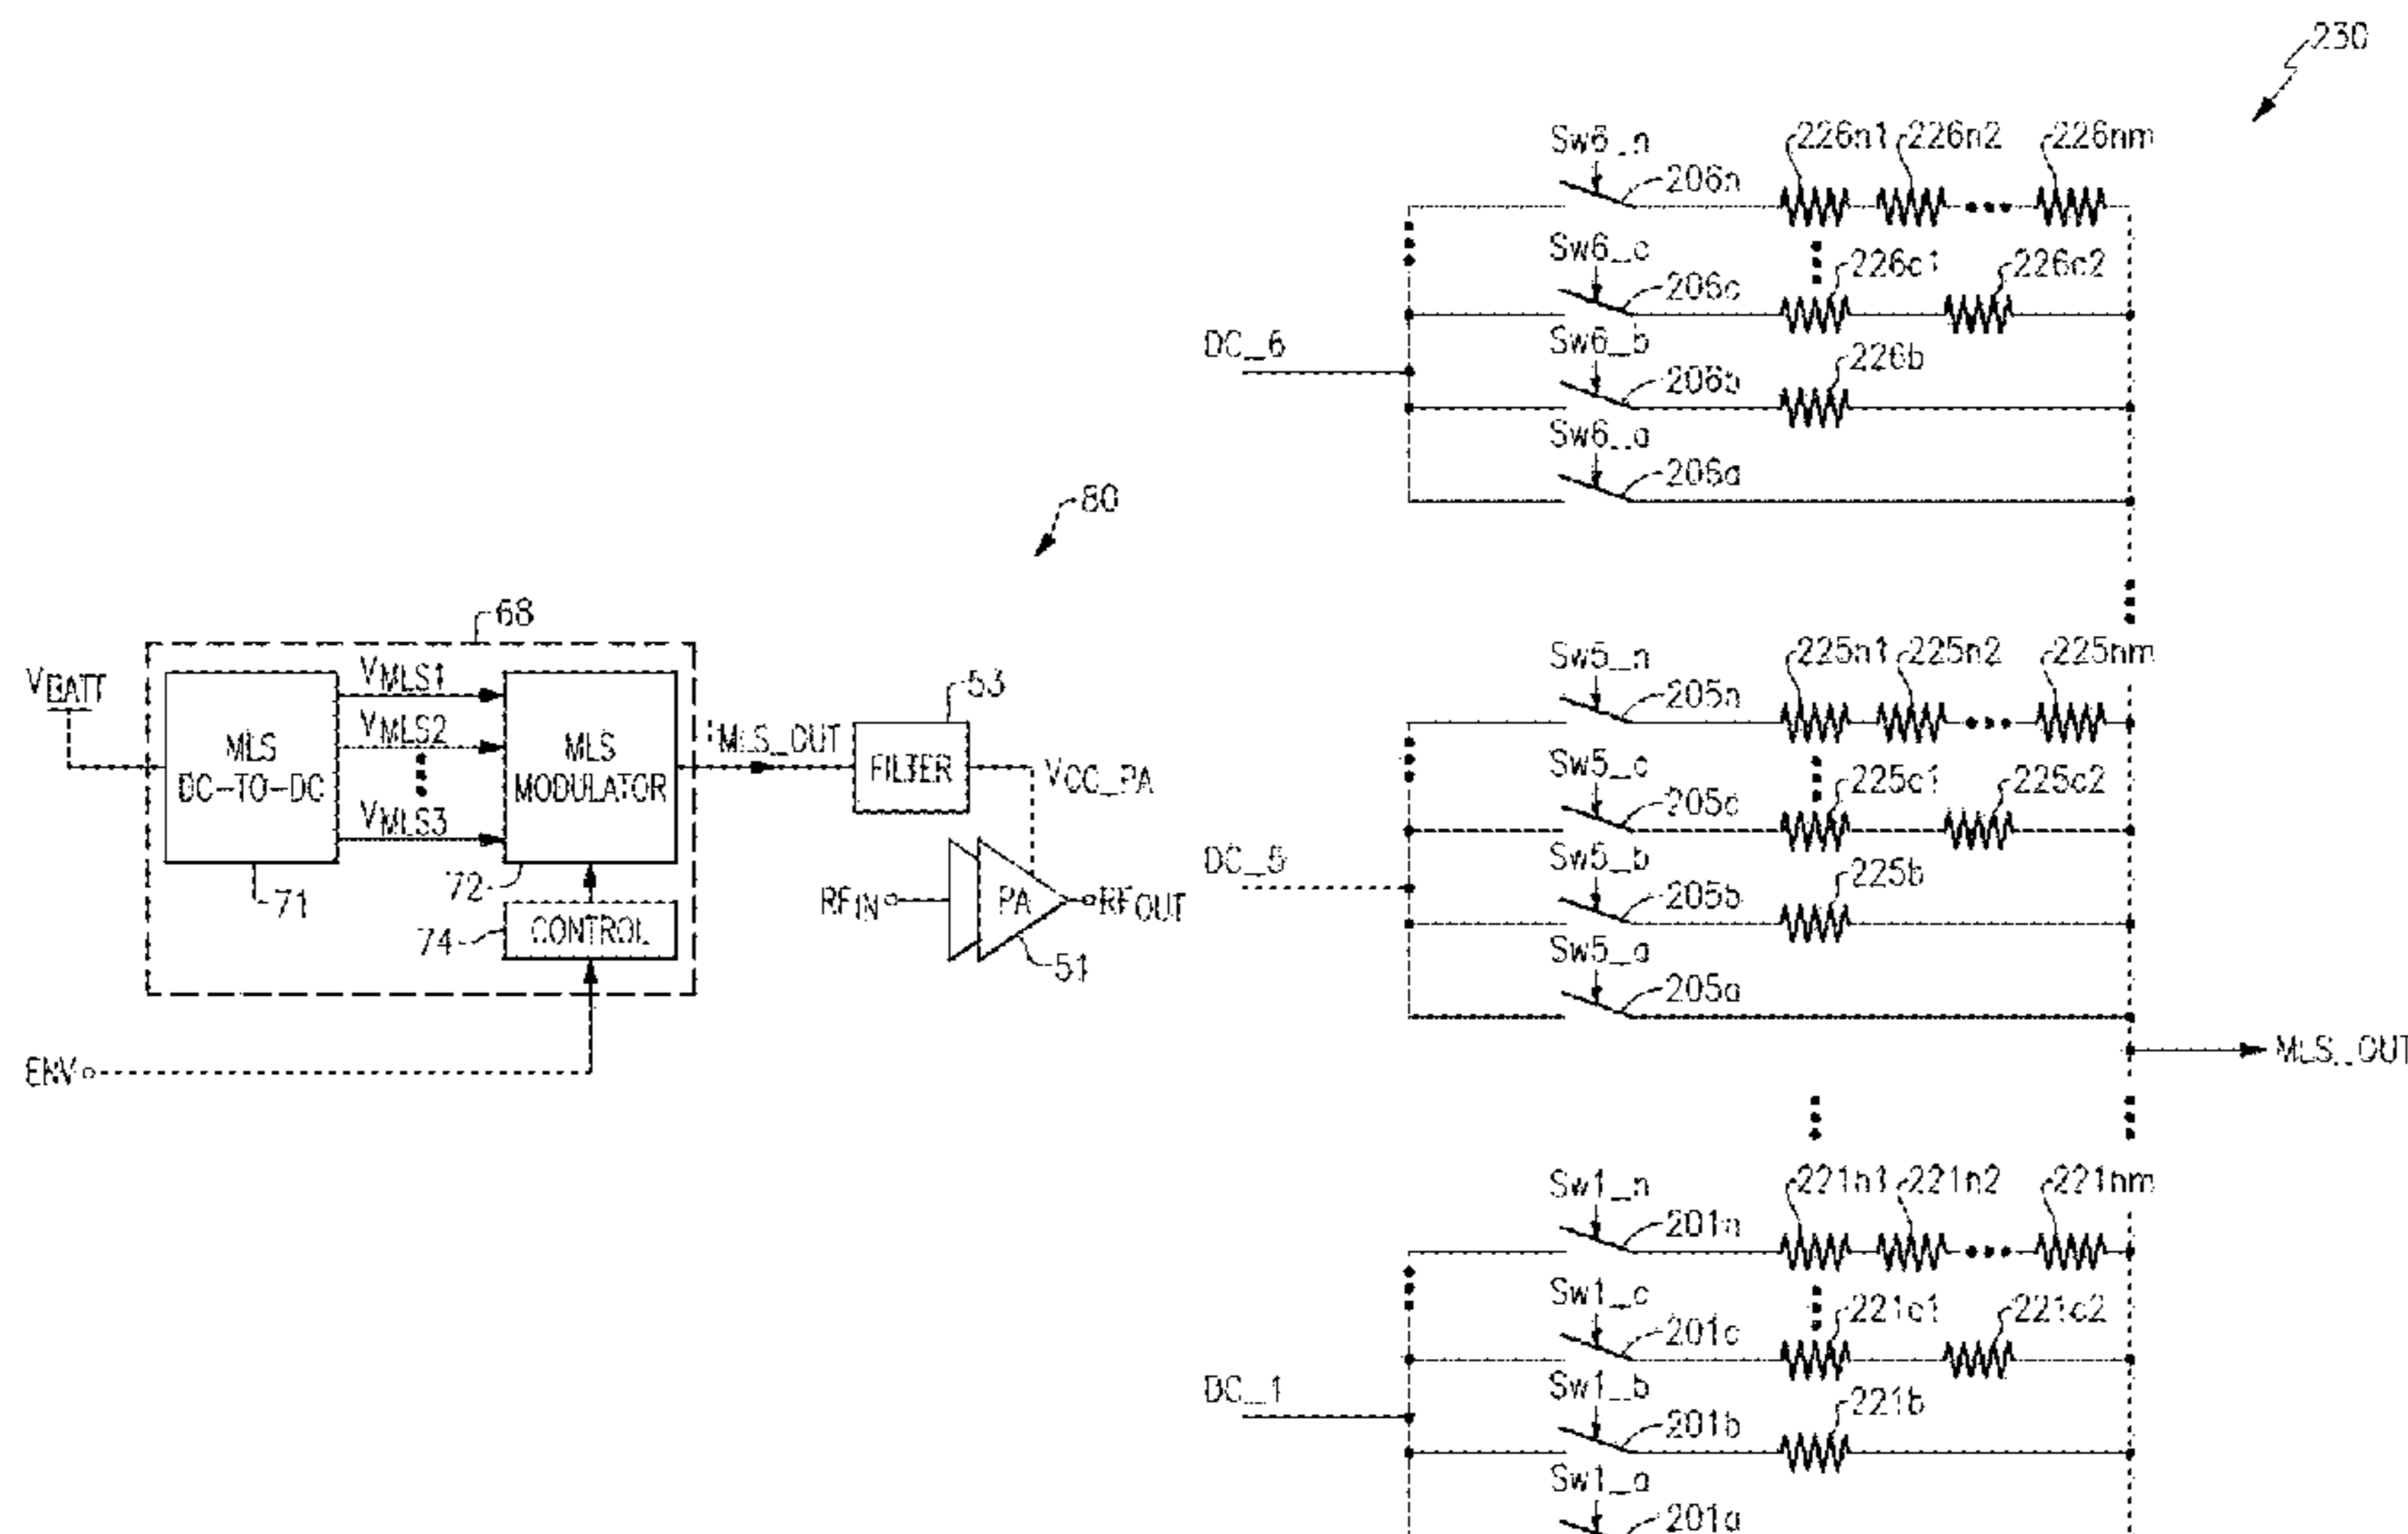 230
Sw6_n
206n
226n1
226n2
226nm
Sw6_c
206c
226c1
226c2
DC_6
Sw6_b
206b
226b
Sw6_a
206a
80
68
VBATT
MLS
DC-TO-DC
VMLS1
VMLS2
VMLS3
MLS
MODULATOR
71
72
74
CONTROL
ENV
MLS_OUT
53
FILTER
VCC_PA
RFIN
PA
RFOUT
51
Sw5_n
205n
225n1
225n2
225nm
Sw5_c
205c
225c1
225c2
DC_5
Sw5_b
205b
225b
Sw5_a
205a
MLS_OUT
Sw1_n
201n
221n1
221n2
221nm
Sw1_c
201c
221c1
221c2
DC_1
Sw1_b
201b
221b
Sw1_a
201a